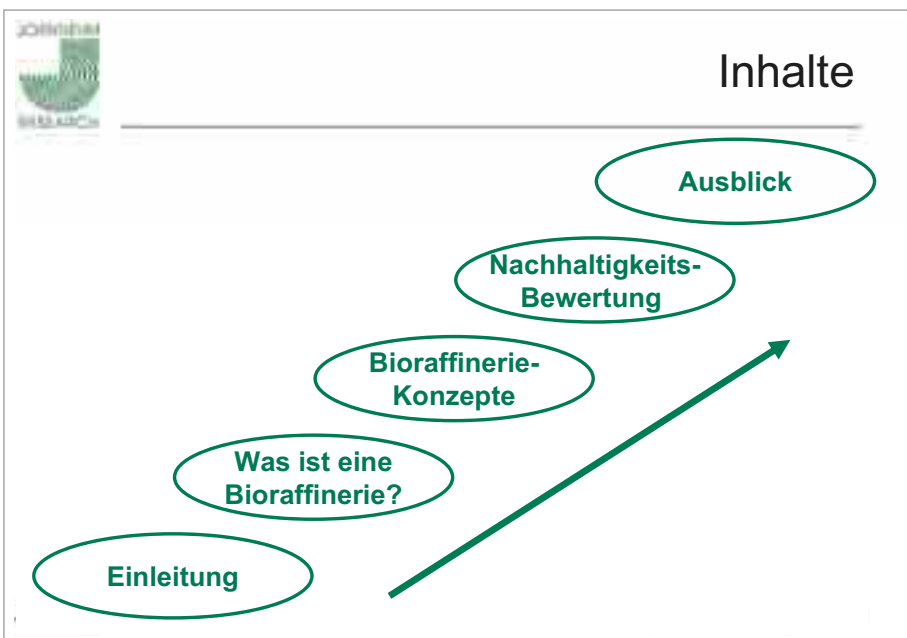 Inhalte
Ausblick
Nachhaltigkeits-
Bewertung
Bioraffinerie-
Konzepte
Was ist eine
Bioraffinerie?
Einleitung